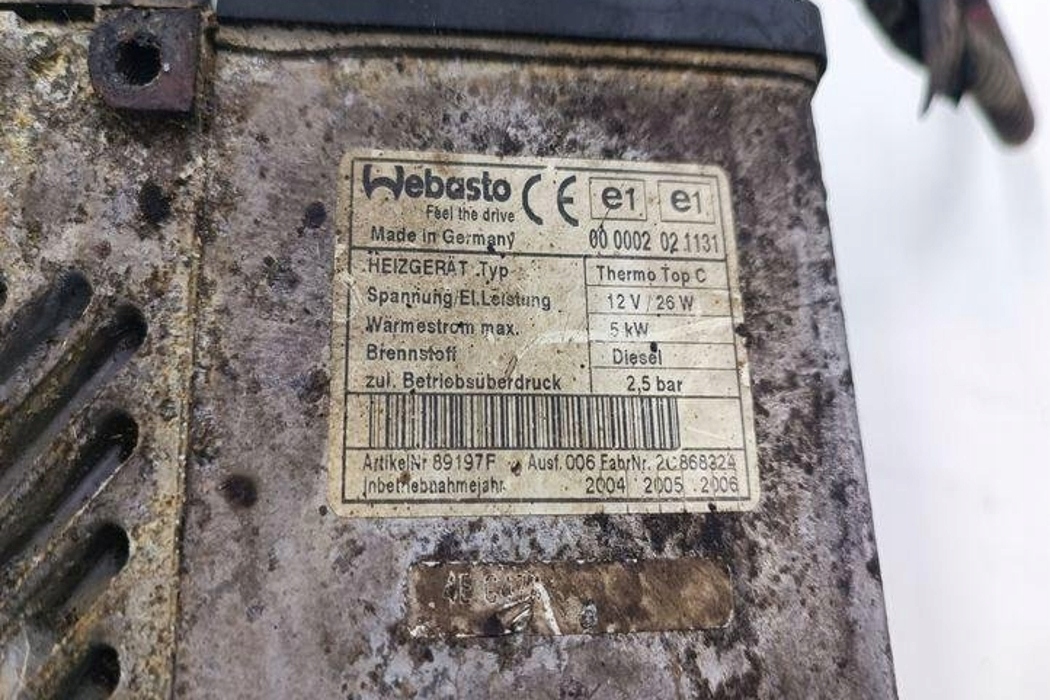 Webasto CE e1 e1
Feel the drive
Made in Germany 00 0002 02 1131
HEIZGERÄT Typ Thermo Top C
Spannung/El.Leistung 12 V / 26 W
Wärmestrom max. 5 kW
Brennstoff Diesel
zul. Betriebsüberdruck 2,5 bar
ArtikelNr 89197F Ausf. 006 FabrNr.
Inbetriebnahmejahr 2004 2005 2006